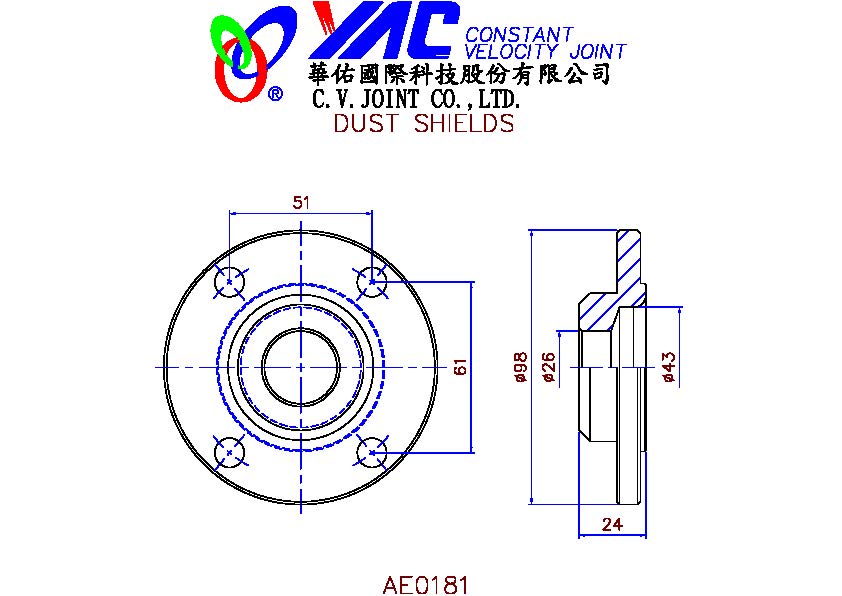 YAC CONSTANT
VELOCITY JOINT
®
華佑國際科技股份有限公司
C.V.JOINT CO.,LTD.
DUST SHIELDS
51
61
ø98
ø26
ø43
24
AE0181